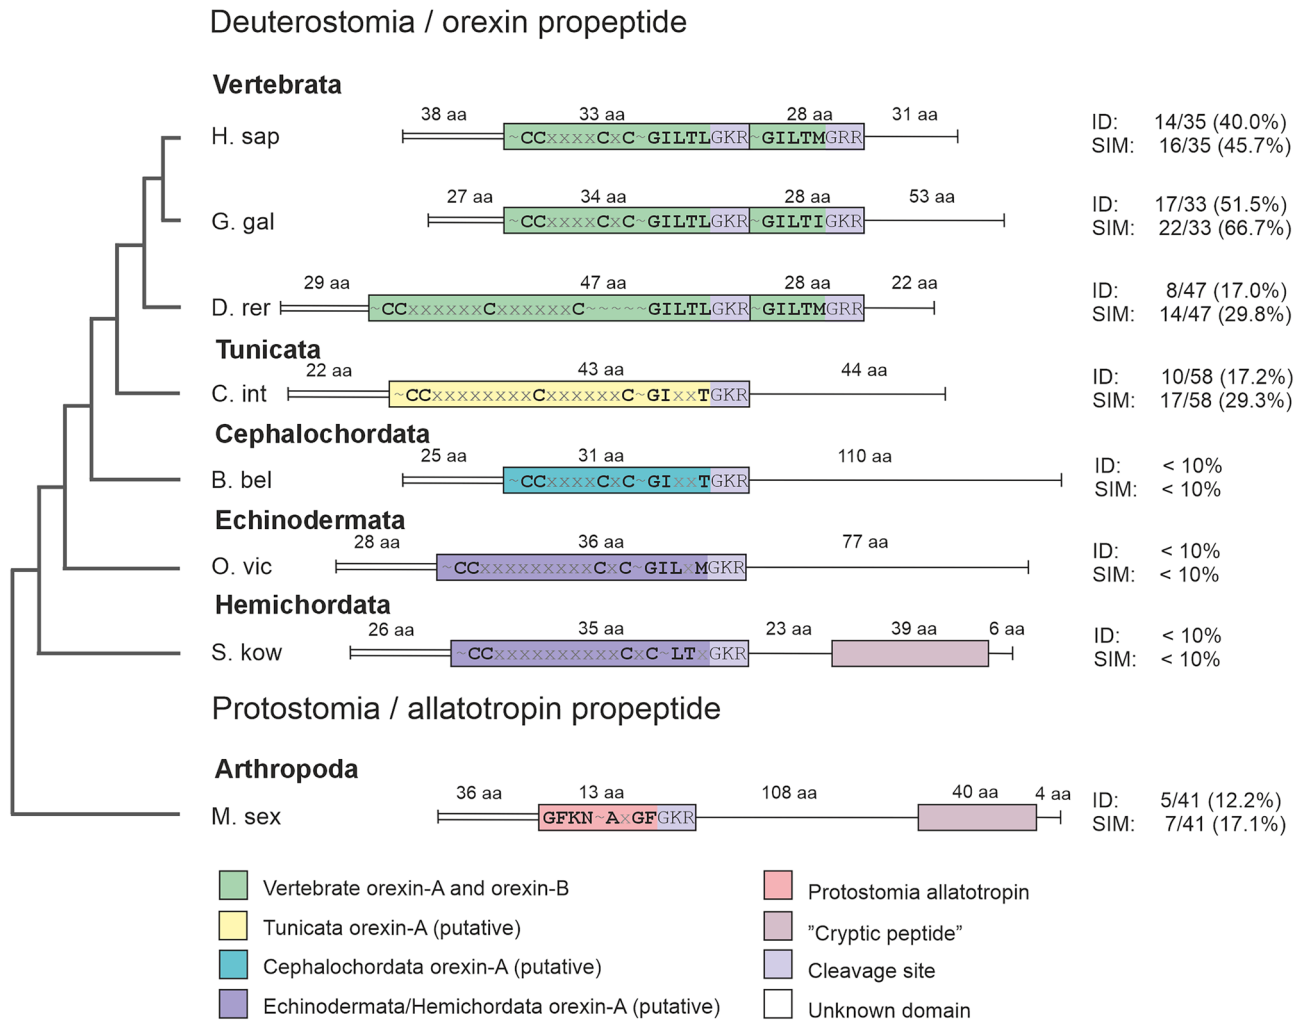 Deuterostomia / orexin propeptide
Vertebrata
38 aa 33 aa 28 aa 31 aa
H. sap ~CCxxxxCxC~GILTLGKR~GILTMGRR ID: 14/35 (40.0%)
SIM: 16/35 (45.7%)
27 aa 34 aa 28 aa 53 aa
G. gal ~CCxxxxCxC~GILTLGKR~GILTIGKR ID: 17/33 (51.5%)
SIM: 22/33 (66.7%)
29 aa 47 aa 28 aa 22 aa
D. rer ~CCxxxxxxCxxxxxxC~~~~~GILTLGKR~GILTMGRR ID: 8/47 (17.0%)
SIM: 14/47 (29.8%)
Tunicata
22 aa 43 aa 44 aa
C. int ~CCxxxxxxxxCxxxxxxC~GIxxTGKR ID: 10/58 (17.2%)
SIM: 17/58 (29.3%)
Cephalochordata
25 aa 31 aa 110 aa
B. bel ~CCxxxxCxC~GIxxTGKR ID: < 10%
SIM: < 10%
Echinodermata
28 aa 36 aa 77 aa
O. vic ~CCxxxxxxxxxCxC~GILxMGKR ID: < 10%
SIM: < 10%
Hemichordata
26 aa 35 aa 23 aa 39 aa 6 aa
S. kow ~CCxxxxxxxxxxCxC~LTxGKR ID: < 10%
SIM: < 10%
Protostomia / allatotropin propeptide
Arthropoda
36 aa 13 aa 108 aa 40 aa 4 aa
M. sex GFKN~AxGFGKR ID: 5/41 (12.2%)
SIM: 7/41 (17.1%)
Vertebrate orexin-A and orexin-B
Tunicata orexin-A (putative)
Cephalochordata orexin-A (putative)
Echinodermata/Hemichordata orexin-A (putative)
Protostomia allatotropin
”Cryptic peptide”
Cleavage site
Unknown domain